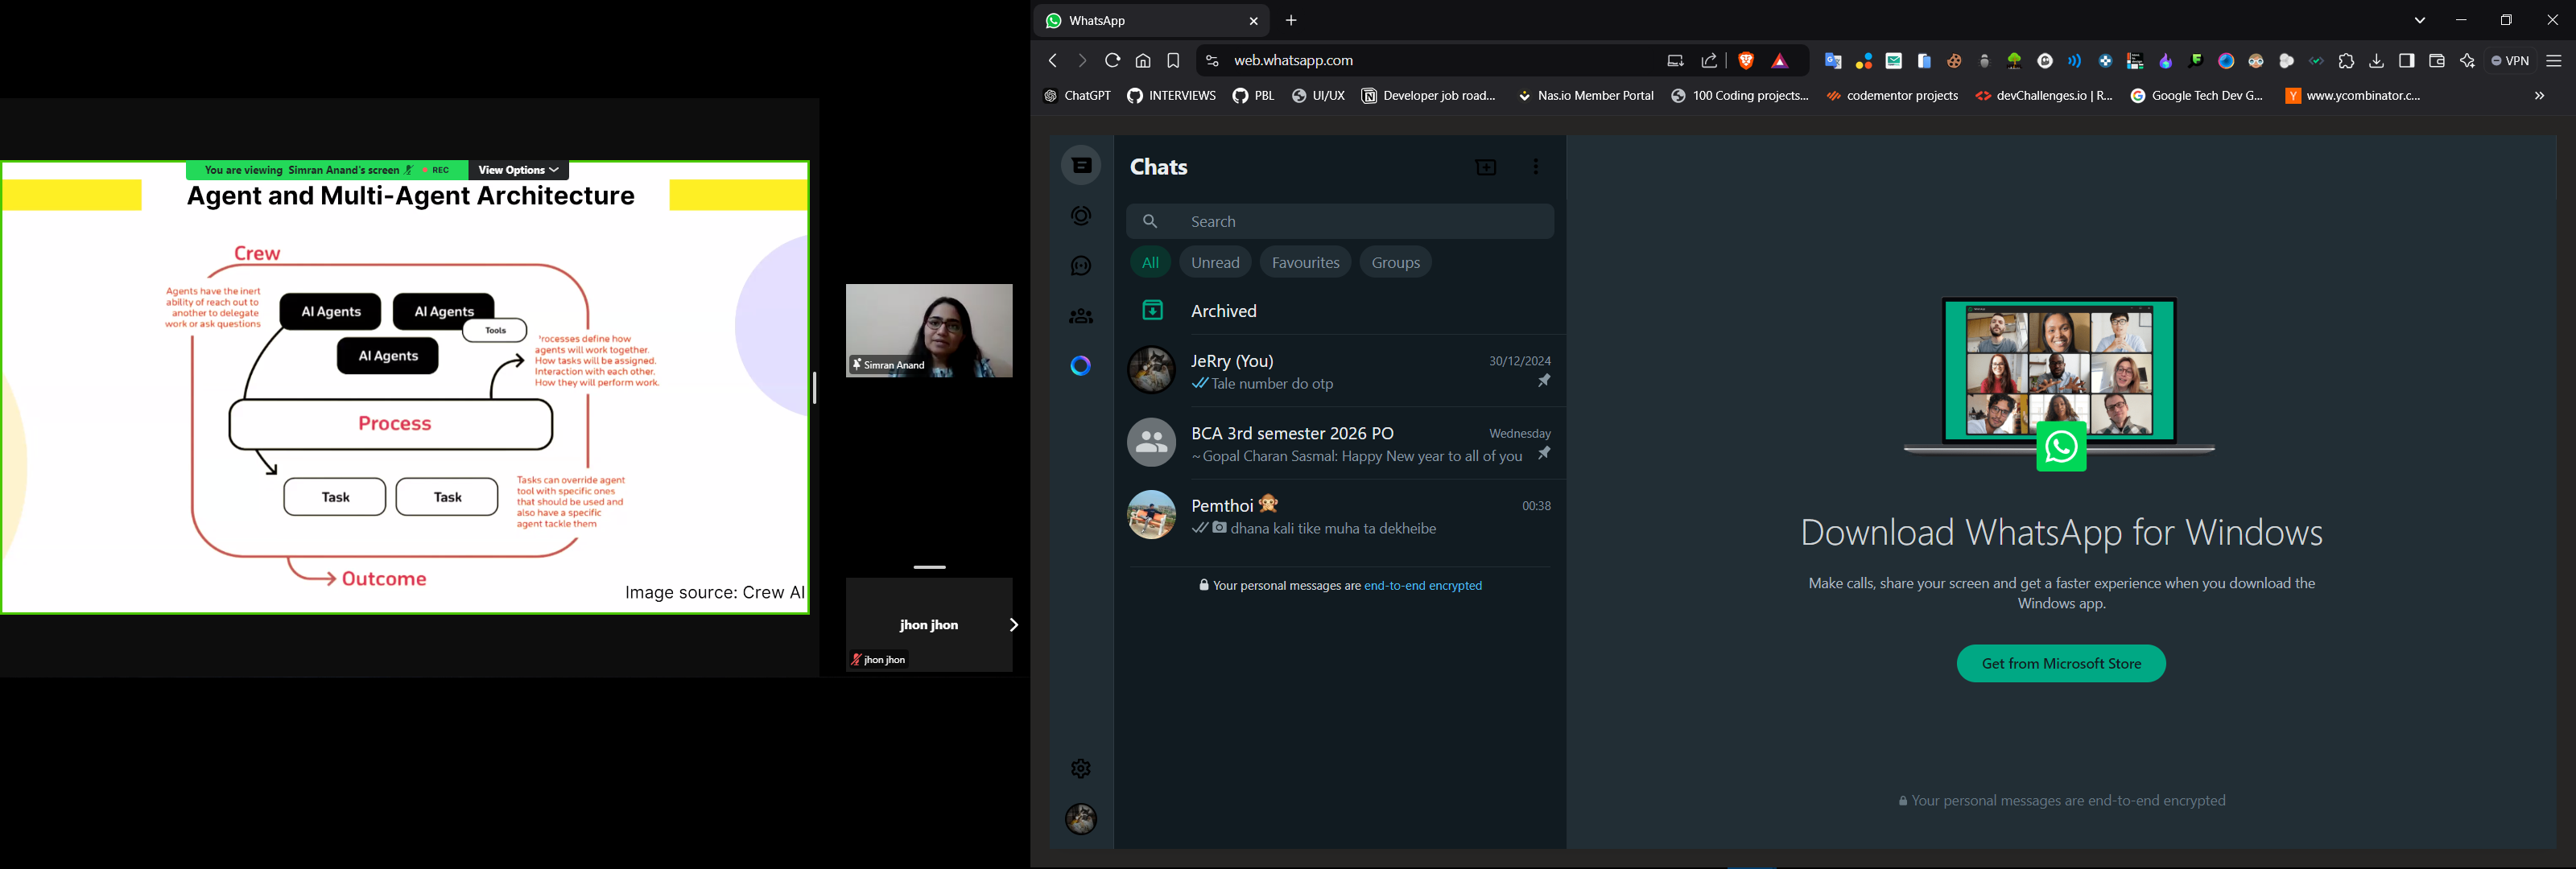 You are viewing Simran Anand's screen
REC
View Options
Agent and Multi-Agent Architecture
Crew
Agents have the inert
ability of reach out to
another to delegate
work or ask questions
AI Agents
AI Agents
Tools
AI Agents
rocesses define how
agents will work together.
How tasks will be assigned.
Interaction with each other.
How they will perform work.
Process
Task
Task
Tasks can override agent
tool with specific ones
that should be used and
also have a specific
agent tackle them
Outcome
Image source: Crew AI
Simran Anand
jhon jhon
jhon jhon
WhatsApp
web.whatsapp.com
VPN
ChatGPT
INTERVIEWS
PBL
UI/UX
Developer job road...
Nas.io Member Portal
100 Coding projects...
codementor projects
devChallenges.io | R...
Google Tech Dev G...
www.ycombinator.c...
Chats
Search
All
Unread
Favourites
Groups
Archived
JeRry (You)
30/12/2024
Tale number do otp
BCA 3rd semester 2026 PO
Wednesday
~ Gopal Charan Sasmal: Happy New year to all of you
Pemthoi
00:38
dhana kali tike muha ta dekheibe
Your personal messages are end-to-end encrypted
Download WhatsApp for Windows
Make calls, share your screen and get a faster experience when you download the
Windows app.
Get from Microsoft Store
Your personal messages are end-to-end encrypted